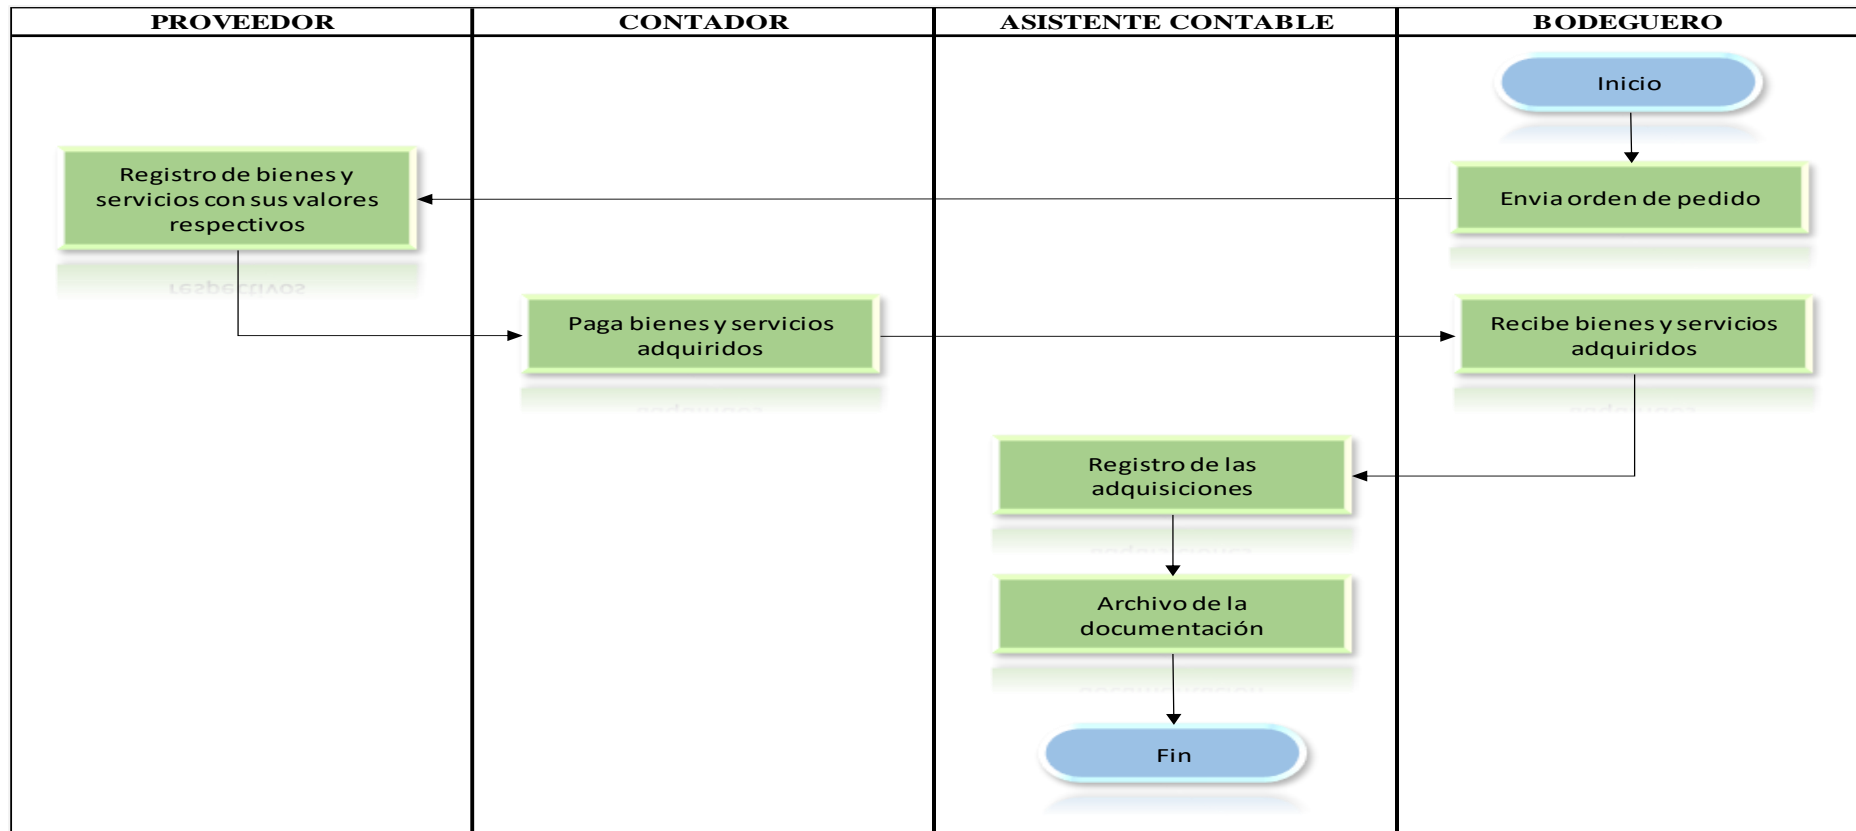 PROVEEDOR
CONTADOR
ASISTENTE CONTABLE
BODEGUERO
Inicio
Registro de bienes y
servicios con sus valores
respectivos
Envia orden de pedido
Paga bienes y servicios
adquiridos
Recibe bienes y servicios
adquiridos
Registro de las
adquisiciones
Archivo de la
documentación
Fin